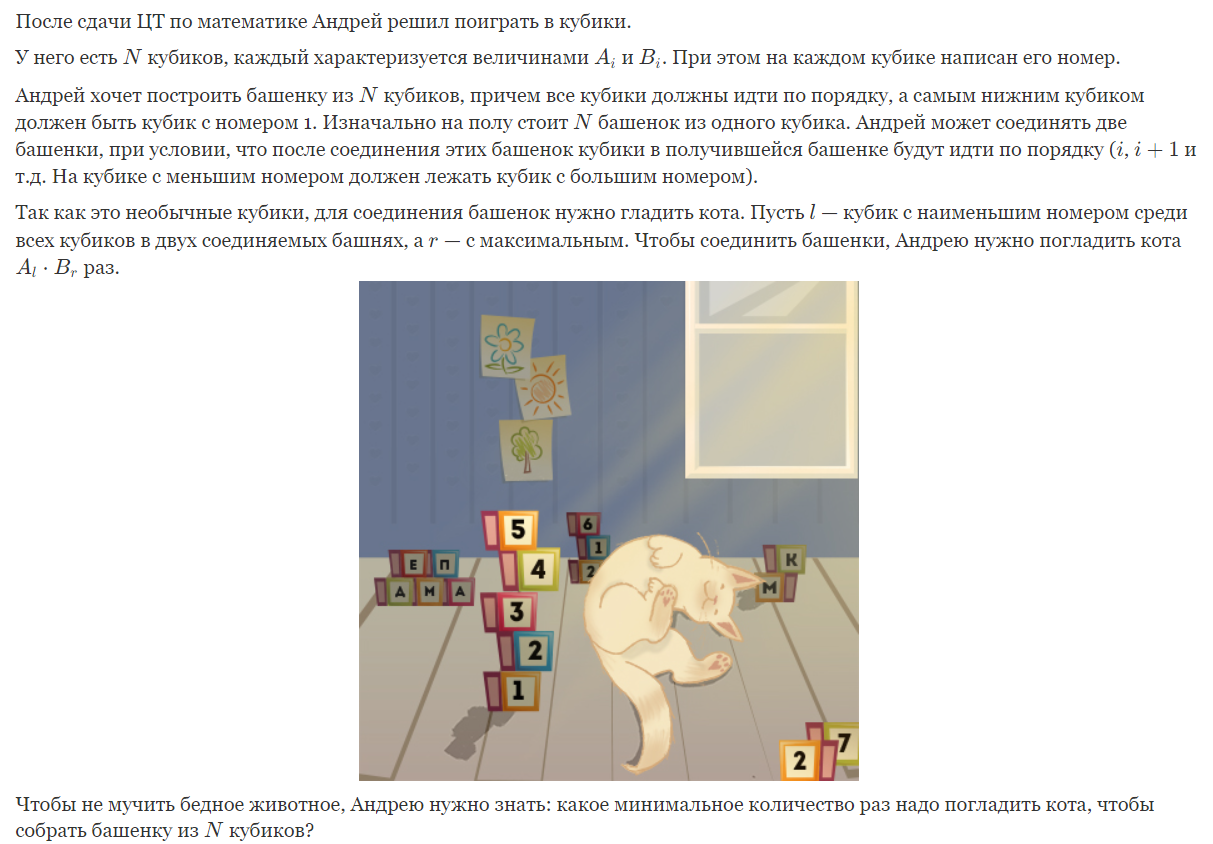 После сдачи ЦТ по математике Андрей решил поиграть в кубики.
У него есть N кубиков, каждый характеризуется величинами A_i и B_i. При этом на каждом кубике написан его номер.
Андрей хочет построить башенку из N кубиков, причем все кубики должны идти по порядку, а самым нижним кубиком
должен быть кубик с номером 1. Изначально на полу стоит N башенок из одного кубика. Андрей может соединять две
башенки, при условии, что после соединения этих башенок кубики в получившейся башенке будут идти по порядку (i, i + 1 и
т.д. На кубике с меньшим номером должен лежать кубик с большим номером).
Так как это необычные кубики, для соединения башенок нужно гладить кота. Пусть l — кубик с наименьшим номером среди
всех кубиков в двух соединяемых башнях, а r — с максимальным. Чтобы соединить башенки, Андрею нужно погладить кота
A_l · B_r раз.
5
6
4
1
2
Е П
К
А М А
М
3
2
1
7
2
Чтобы не мучить бедное животное, Андрею нужно знать: какое минимальное количество раз надо погладить кота, чтобы
собрать башенку из N кубиков?